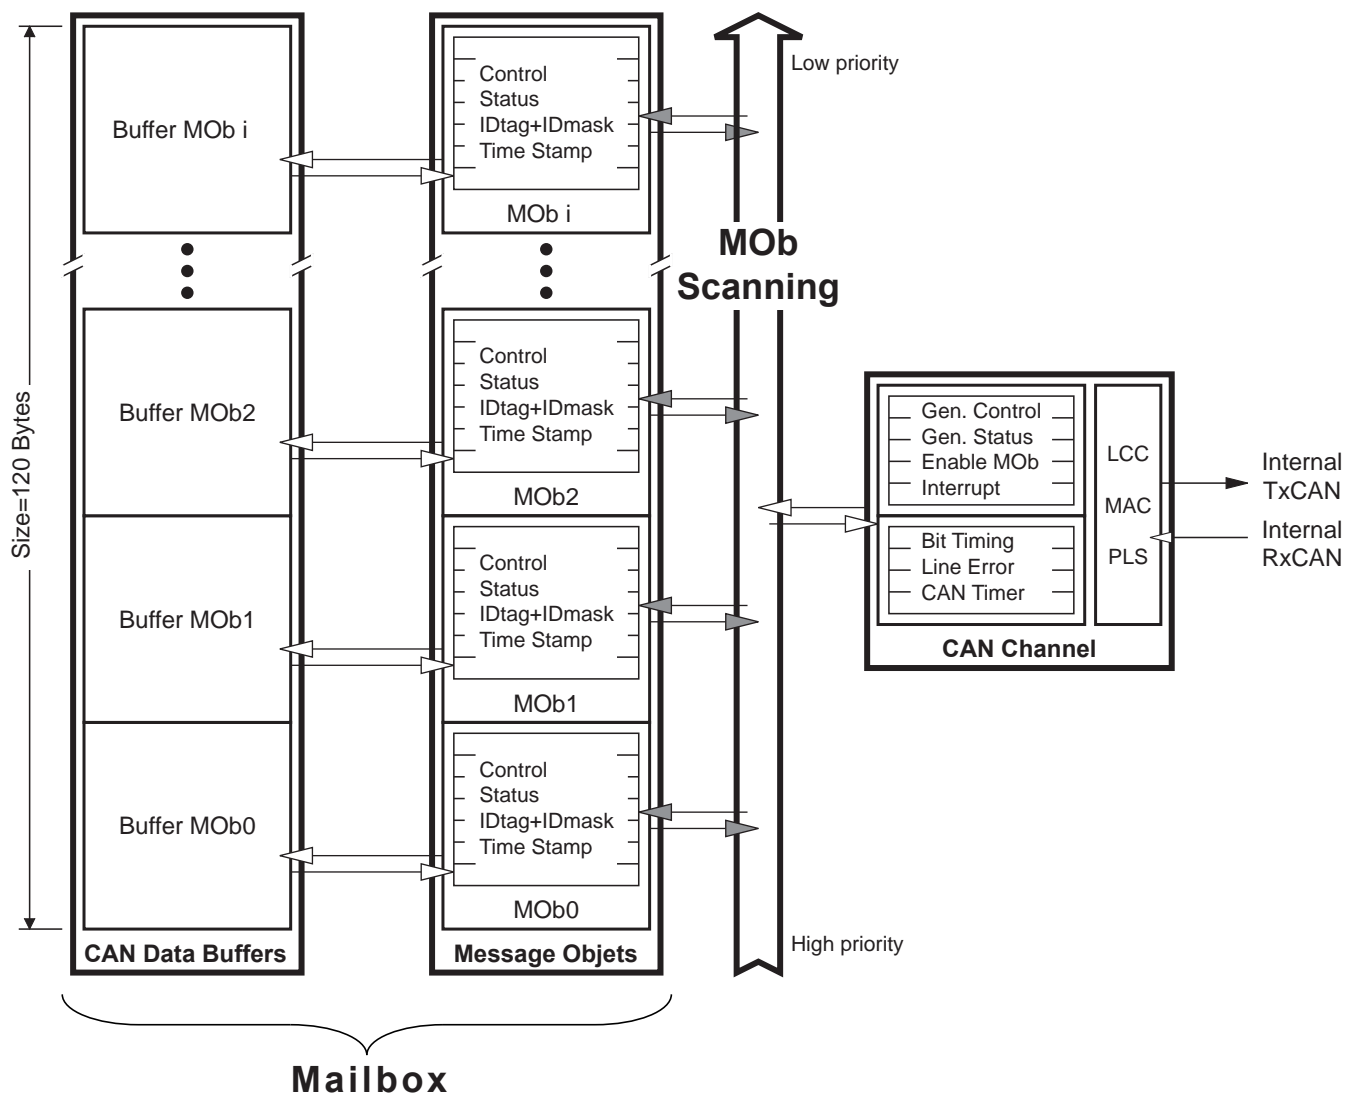 Size=120 Bytes
Buffer MOb i
Buffer MOb2
Buffer MOb1
Buffer MOb0
CAN Data Buffers
Control
Status
IDtag+IDmask
Time Stamp
MOb i
Control
Status
IDtag+IDmask
Time Stamp
MOb2
Control
Status
IDtag+IDmask
Time Stamp
MOb1
Control
Status
IDtag+IDmask
Time Stamp
MOb0
Message Objets
Mailbox
Low priority
MOb
Scanning
High priority
Gen. Control
Gen. Status
Enable MOb
Interrupt
Bit Timing
Line Error
CAN Timer
LCC
MAC
PLS
CAN Channel
Internal
TxCAN
Internal
RxCAN